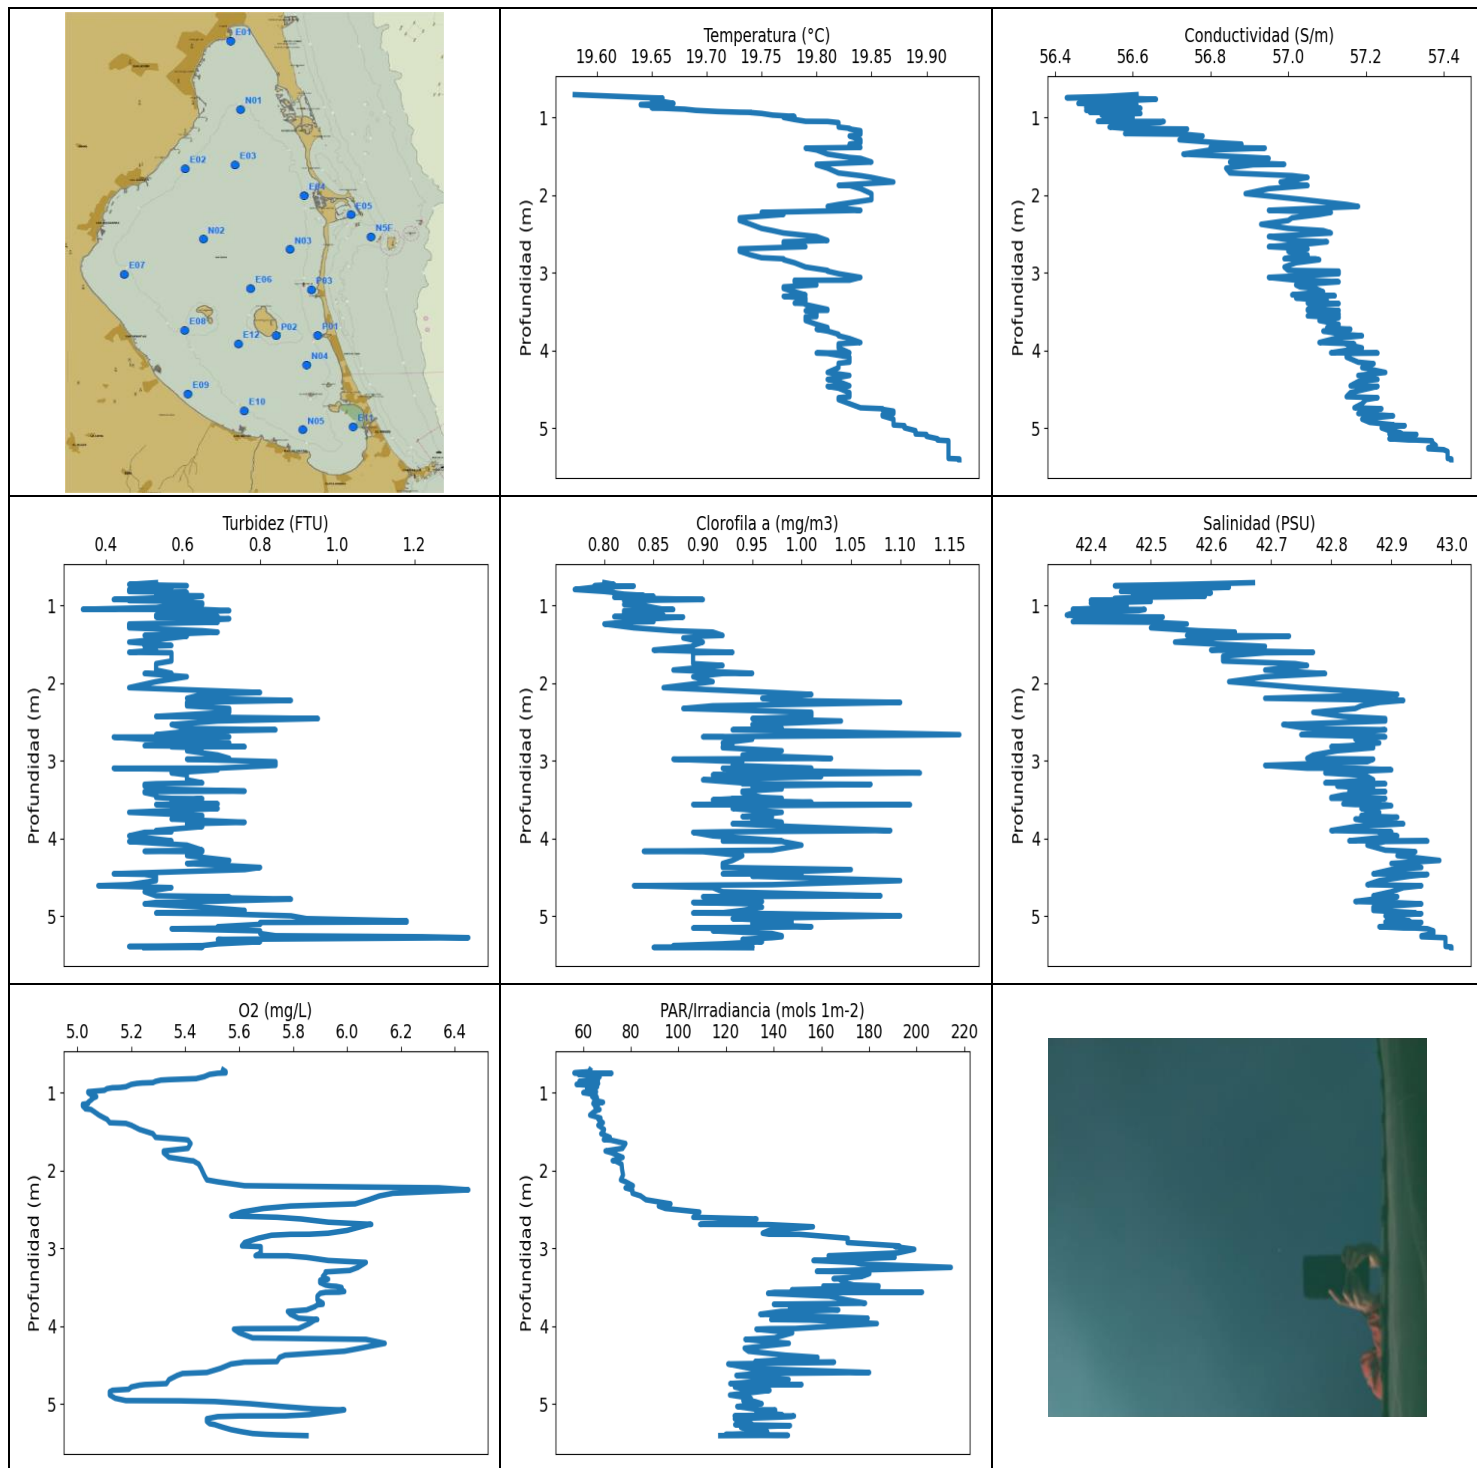 E01
N01
E02
E03
E04
E05
N5F
N02
N03
E07
E06
P03
E08
E12
P02
P01
N04
E09
E10
N05
E11
Temperatura (°C)
19.60 19.65 19.70 19.75 19.80 19.85 19.90
Profundidad (m)
1
2
3
4
5
Conductividad (S/m)
56.4 56.6 56.8 57.0 57.2 57.4
Profundidad (m)
1
2
3
4
5
Turbidez (FTU)
0.4 0.6 0.8 1.0 1.2
Profundidad (m)
1
2
3
4
5
Clorofila a (mg/m3)
0.80 0.85 0.90 0.95 1.00 1.05 1.10 1.15
Profundidad (m)
1
2
3
4
5
Salinidad (PSU)
42.4 42.5 42.6 42.7 42.8 42.9 43.0
Profundidad (m)
1
2
3
4
5
O2 (mg/L)
5.0 5.2 5.4 5.6 5.8 6.0 6.2 6.4
Profundidad (m)
1
2
3
4
5
PAR/Irradiancia (mols 1m-2)
60 80 100 120 140 160 180 200 220
Profundidad (m)
1
2
3
4
5